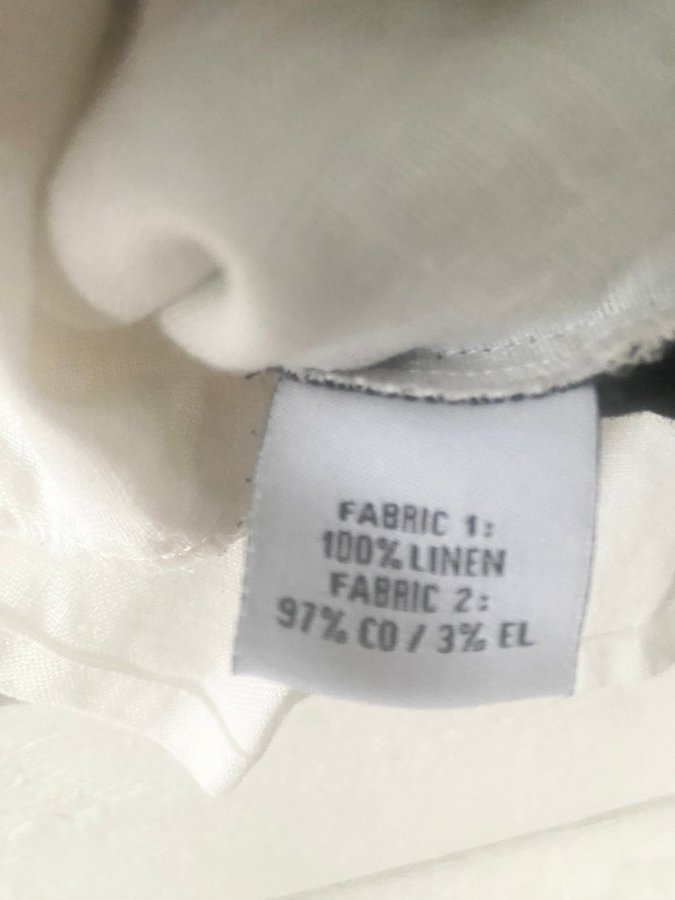 FABRIC 1:
100% LINEN
FABRIC 2:
97% CO / 3% EL